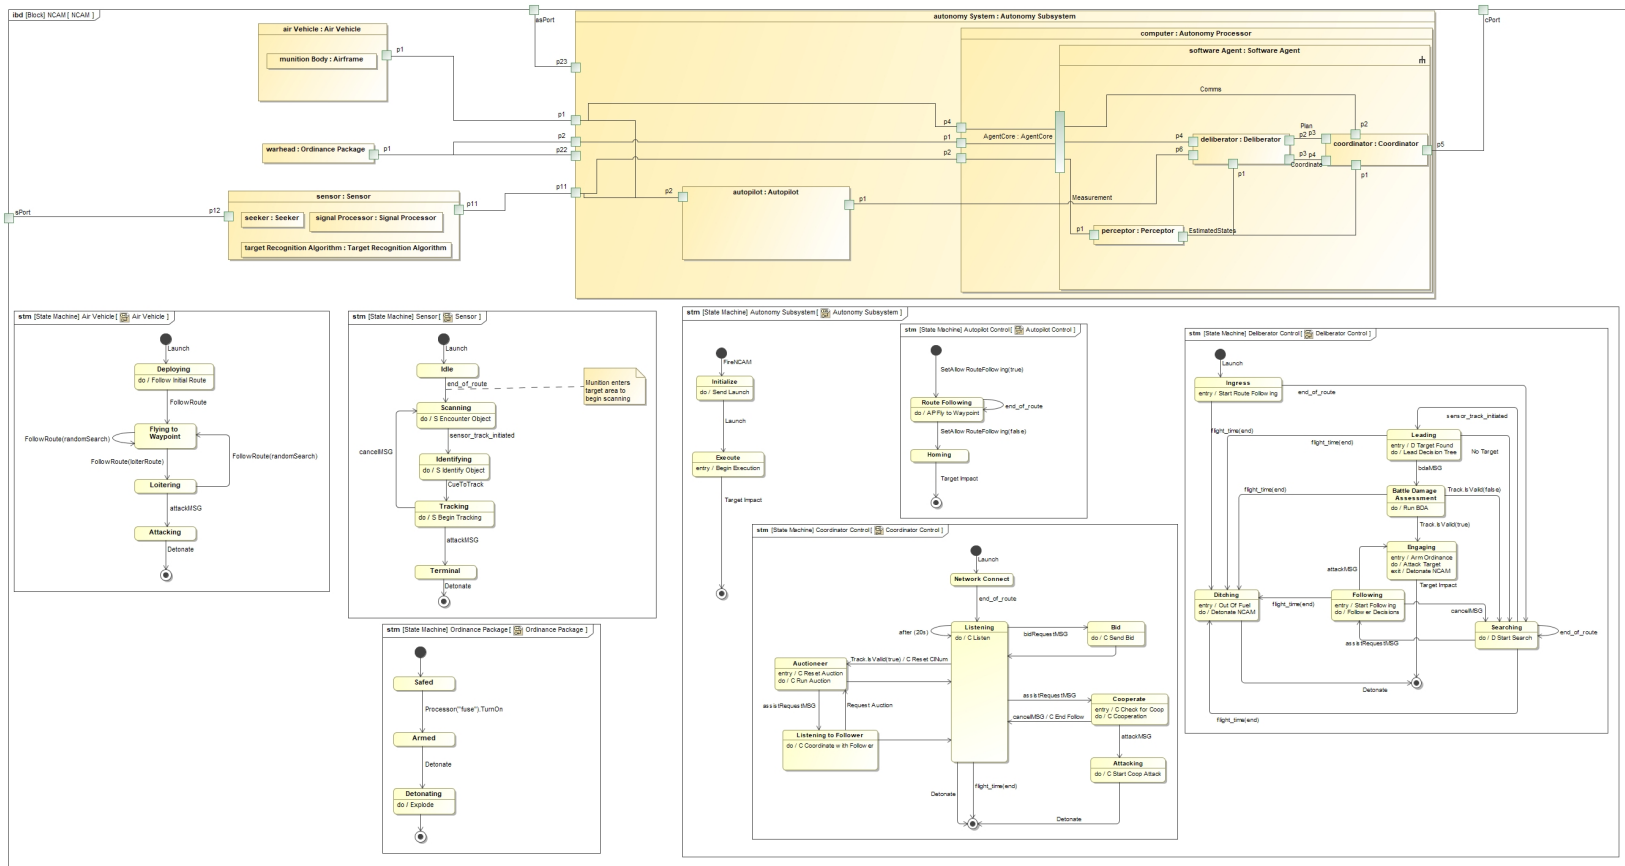 ibd [Block] NCAM [ NCAM ]
asPort
cPort
sPort
air Vehicle : Air Vehicle
munition Body : Airframe
p1
warhead : Ordinance Package
p1
sensor : Sensor
seeker : Seeker
signal Processor : Signal Processor
target Recognition Algorithm : Target Recognition Algorithm
p12
p11
autonomy System : Autonomy Subsystem
p23
p1
p2
p22
p11
autopilot : Autopilot
p2
p1
computer : Autonomy Processor
p4
p1
p2
software Agent : Software Agent
AgentCore : AgentCore
Comms
Plan
p4
deliberator : Deliberator
p2
p3
p2
coordinator : Coordinator
p5
p6
p3
p4
Coordinate
p1
p1
Measurement
p1
perceptor : Perceptor
EstimatedStates
stm [State Machine] Air Vehicle [ Air Vehicle ]
Launch
Deploying
do / Follow Initial Route
FollowRoute
Flying to
Waypoint
FollowRoute(randomSearch)
FollowRoute(randomSearch)
FollowRoute(loiterRoute)
Loitering
attackMSG
Attacking
Detonate
stm [State Machine] Sensor [ Sensor ]
Launch
Idle
end_of_route
Munition enters
target area to
begin scanning
Scanning
do / S Encounter Object
sensor_track_initiated
cancelMSG
Identifying
do / S Identify Object
CueToTrack
Tracking
do / S Begin Tracking
attackMSG
Terminal
Detonate
stm [State Machine] Ordinance Package [ Ordinance Package ]
Safed
Processor("fuse").TurnOn
Armed
Detonate
Detonating
do / Explode
stm [State Machine] Autonomy Subsystem [ Autonomy Subsystem ]
FireNCAM
Initialize
do / Send Launch
Launch
Execute
entry / Begin Execution
Target Impact
stm [State Machine] Autopilot Control [ Autopilot Control ]
SetAllowRouteFollowing(true)
Route Following
do / AP Fly to Waypoint
end_of_route
SetAllowRouteFollowing(false)
Homing
Target Impact
stm [State Machine] Coordinator Control [ Coordinator Control ]
Launch
Network Connect
end_of_route
Listening
do / C Listen
after (20s)
bidRequestMSG
Bid
do / C Send Bid
Track.IsValid(true) / C Reset CINum
Auctioneer
entry / C Reset Auction
do / C Run Auction
assistRequestMSG
Request Auction
Listening to Follower
do / C Coordinate with Follower
assistRequestMSG
Cooperate
entry / C Check for Coop
do / C Cooperation
cancelMSG / C End Follow
attackMSG
Attacking
do / C Start Coop Attack
Detonate
flight_time(end)
Detonate
stm [State Machine] Deliberator Control [ Deliberator Control ]
Launch
Ingress
entry / Start Route Following
end_of_route
sensor_track_initiated
flight_time(end)
flight_time(end)
Leading
entry / D Target Found
do / Lead Decision Tree
No Target
bdaMSG
flight_time(end)
Battle Damage
Assessment
do / Run BDA
Track.IsValid(false)
Track.IsValid(true)
Engaging
entry / Arm Ordinance
do / Attack Target
exit / Detonate NCAM
attackMSG
Target Impact
Ditching
entry / Out Of Fuel
do / Detonate NCAM
flight_time(end)
Following
entry / Start Following
do / Follower Decisions
cancelMSG
assistRequestMSG
Searching
do / D Start Search
end_of_route
Detonate
flight_time(end)